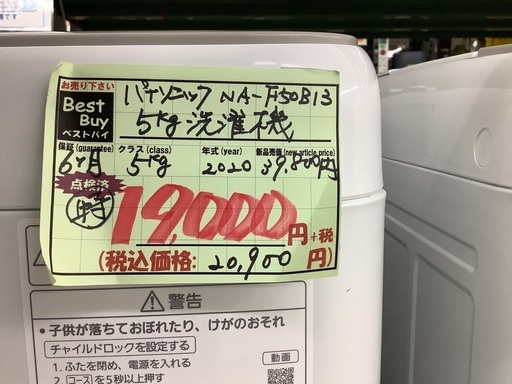 お売り下さい
Best
Buy
ベストバイ
パナソニック NA-F50B13
5kg 洗濯機
保証(guarantee) クラス(class) 年式(year) 新品売価(new article price)
6ヶ月 5kg 2020 39,800円
点検済
19,000円+税
(税込価格: 20,900円)
警告
・子供が落ちておぼれたり、けがのおそれ
チャイルドロックを設定する
1. ふたを閉め、電源を入れる
2. コースを5秒以上押す
動画